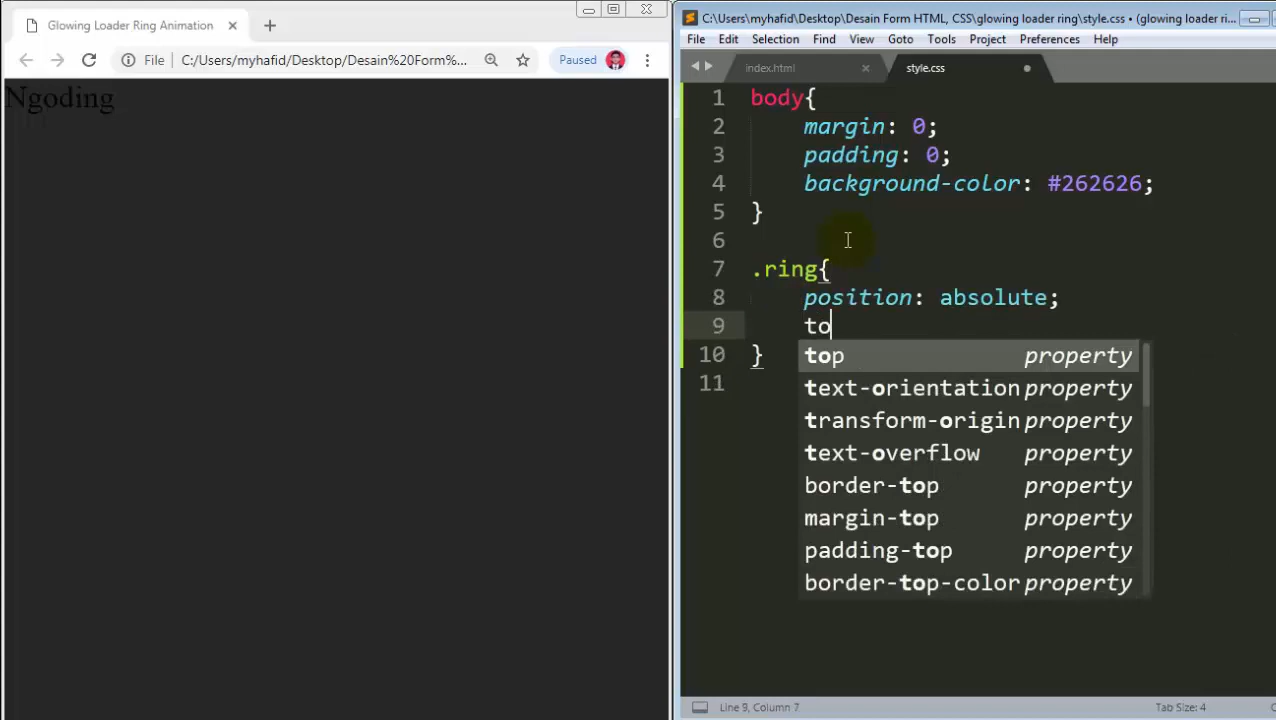 Glowing Loader Ring Animation
File C:/Users/myhafid/Desktop/Desain%20Form%... Paused
Ngoding
C:\Users\myhafid\Desktop\Desain Form HTML, CSS\glowing loader ring\style.css • (glowing loader ri...
File Edit Selection Find View Goto Tools Project Preferences Help
index.html style.css
1 body{
2 margin: 0;
3 padding: 0;
4 background-color: #262626;
5 }
6
7 .ring{
8 position: absolute;
9 to
10 }
11
top property
text-orientation property
transform-origin property
text-overflow property
border-top property
margin-top property
padding-top property
border-top-color property
Line 9, Column 7 Tab Size: 4